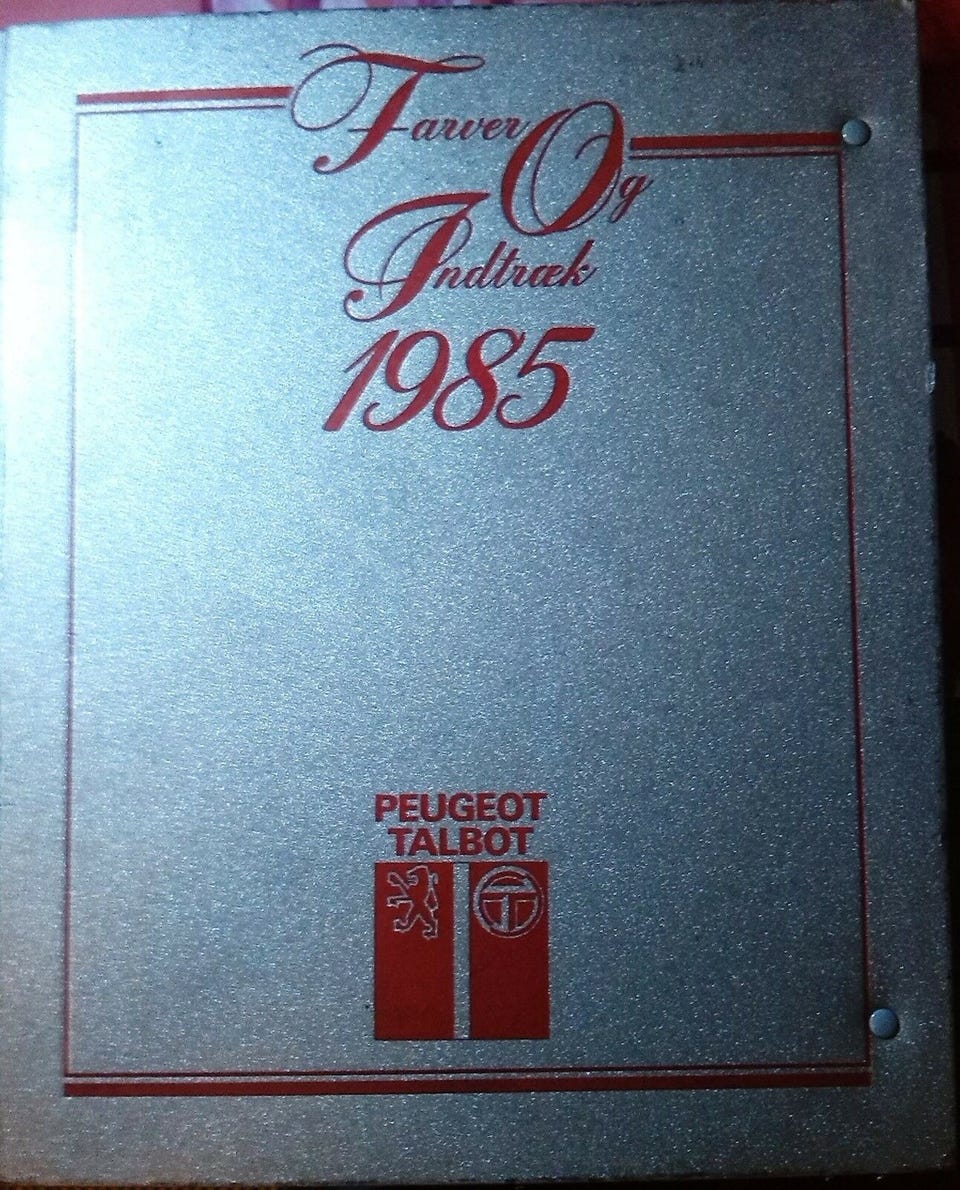 Farver Og
Indtræk
1985
PEUGEOT
TALBOT